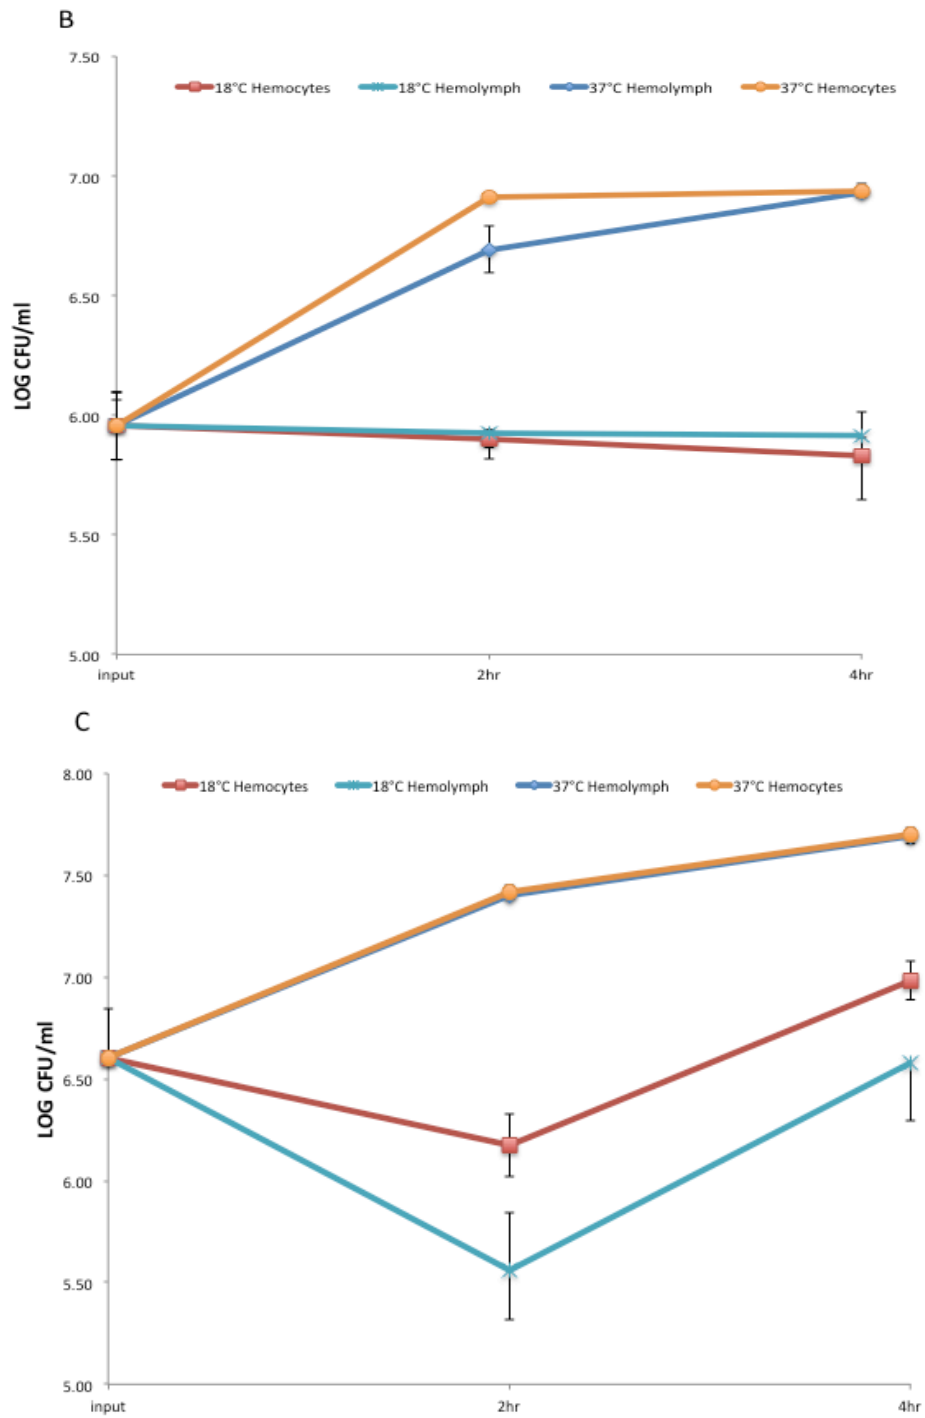 B
7.50
18°C Hemocytes 18°C Hemolymph 37°C Hemolymph 37°C Hemocytes
7.00
6.50
LOG CFU/ml
6.00
5.50
5.00
input 2hr 4hr
C
8.00
18°C Hemocytes 18°C Hemolymph 37°C Hemolymph 37°C Hemocytes
7.50
7.00
LOG CFU/ml
6.50
6.00
5.50
5.00
input 2hr 4hr